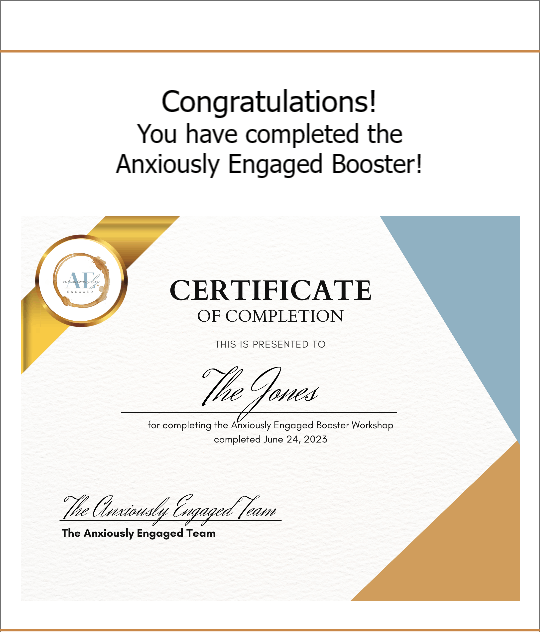 Congratulations!
You have completed the
Anxiously Engaged Booster!
AE
CERTIFICATE
OF COMPLETION
THIS IS PRESENTED TO
The Jones
for completing the Anxiously Engaged Booster Workshop
completed June 24, 2023
The Anxiously Engaged Team
The Anxiously Engaged Team